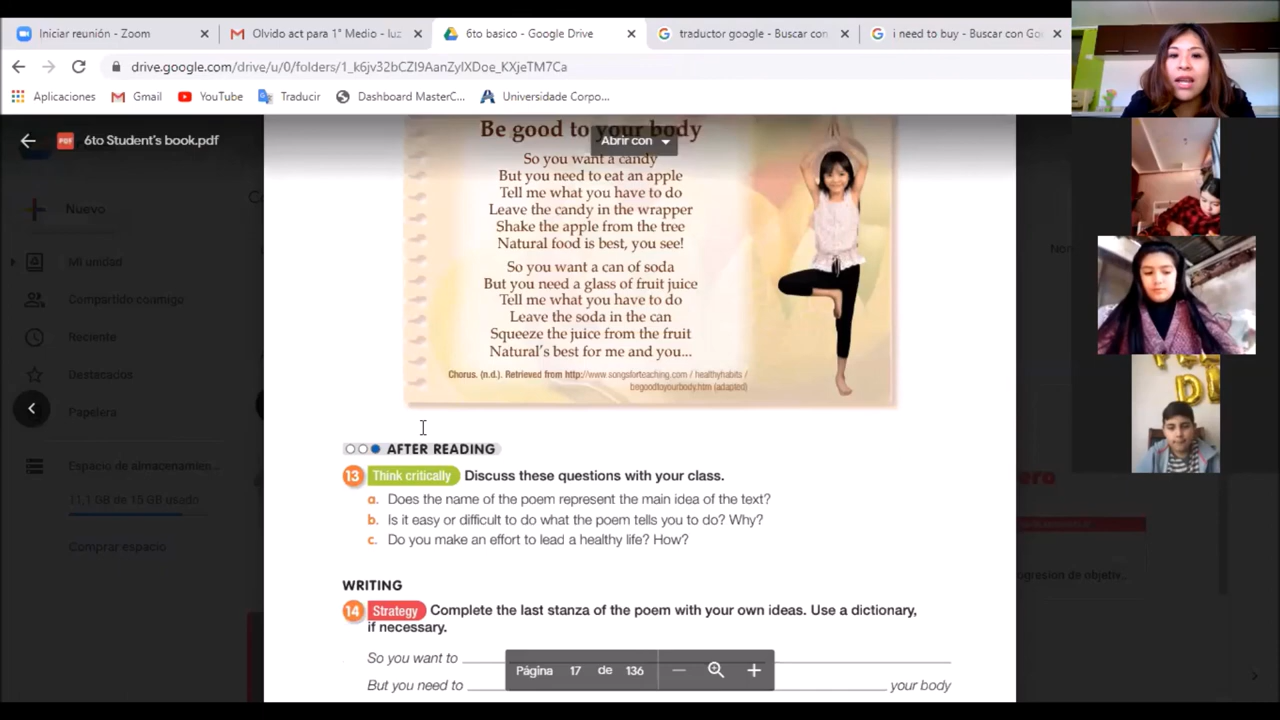 Iniciar reunión - Zoom
Olvido act para 1° Medio - luz
6to basico - Google Drive
traductor google - Buscar con
i need to buy - Buscar con Go
drive.google.com/drive/u/0/folders/1_k6jv32bCZI9AanZylXDoe_KXjeTM7Ca
Aplicaciones
Gmail
YouTube
Traducir
Dashboard MasterC...
Universidade Corpo...
PDF
6to Student's book.pdf
Abrir con
Nuevo
Mi unidad
Compartido conmigo
Reciente
Destacados
Papelera
Espacio de almacenamien...
11,1 GB de 15 GB usado
Comprar espacio
Be good to your body
So you want a candy
But you need to eat an apple
Tell me what you have to do
Leave the candy in the wrapper
Shake the apple from the tree
Natural food is best, you see!
So you want a can of soda
But you need a glass of fruit juice
Tell me what you have to do
Leave the soda in the can
Squeeze the juice from the fruit
Natural's best for me and you...
Chorus. (n.d.). Retrieved from http://www.songsforteaching.com / healthyhabits /
begoodtoyourbody.htm (adapted)
AFTER READING
13 Think critically Discuss these questions with your class.
a. Does the name of the poem represent the main idea of the text?
b. Is it easy or difficult to do what the poem tells you to do? Why?
c. Do you make an effort to lead a healthy life? How?
WRITING
14 Strategy Complete the last stanza of the poem with your own ideas. Use a dictionary,
if necessary.
So you want to
But you need to your body
Página 17 de 136
ogresion de objetiv...